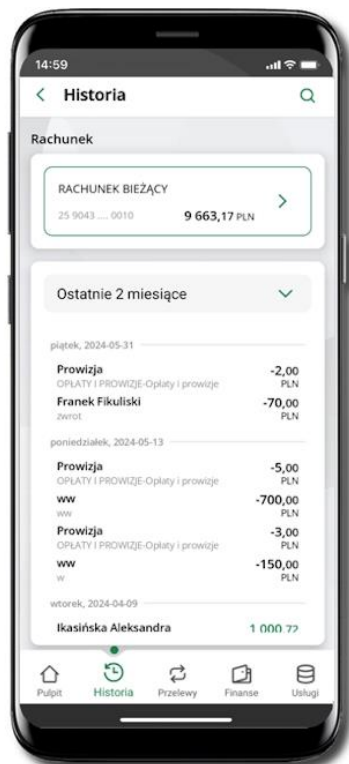 14:59
Historia
Rachunek
RACHUNEK BIEŻĄCY
25 9043 .... 0010 9 663,17 PLN
Ostatnie 2 miesiące
piątek, 2024-05-31
Prowizja -2,00
OPŁATY I PROWIZJE-Opłaty i prowizje PLN
Franek Fikuliski -70,00
zwrot PLN
poniedziałek, 2024-05-13
Prowizja -5,00
OPŁATY I PROWIZJE-Opłaty i prowizje PLN
ww -700,00
ww PLN
Prowizja -3,00
OPŁATY I PROWIZJE-Opłaty i prowizje PLN
ww -150,00
w PLN
wtorek, 2024-04-09
Ikasińska Aleksandra 1 000,72
Pulpit Historia Przelewy Finanse Usługi